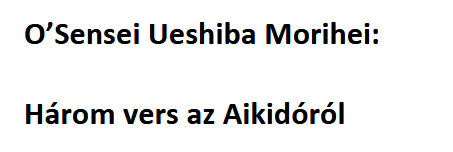 O’Sensei Ueshiba Morihei:
Három vers az Aikidóról